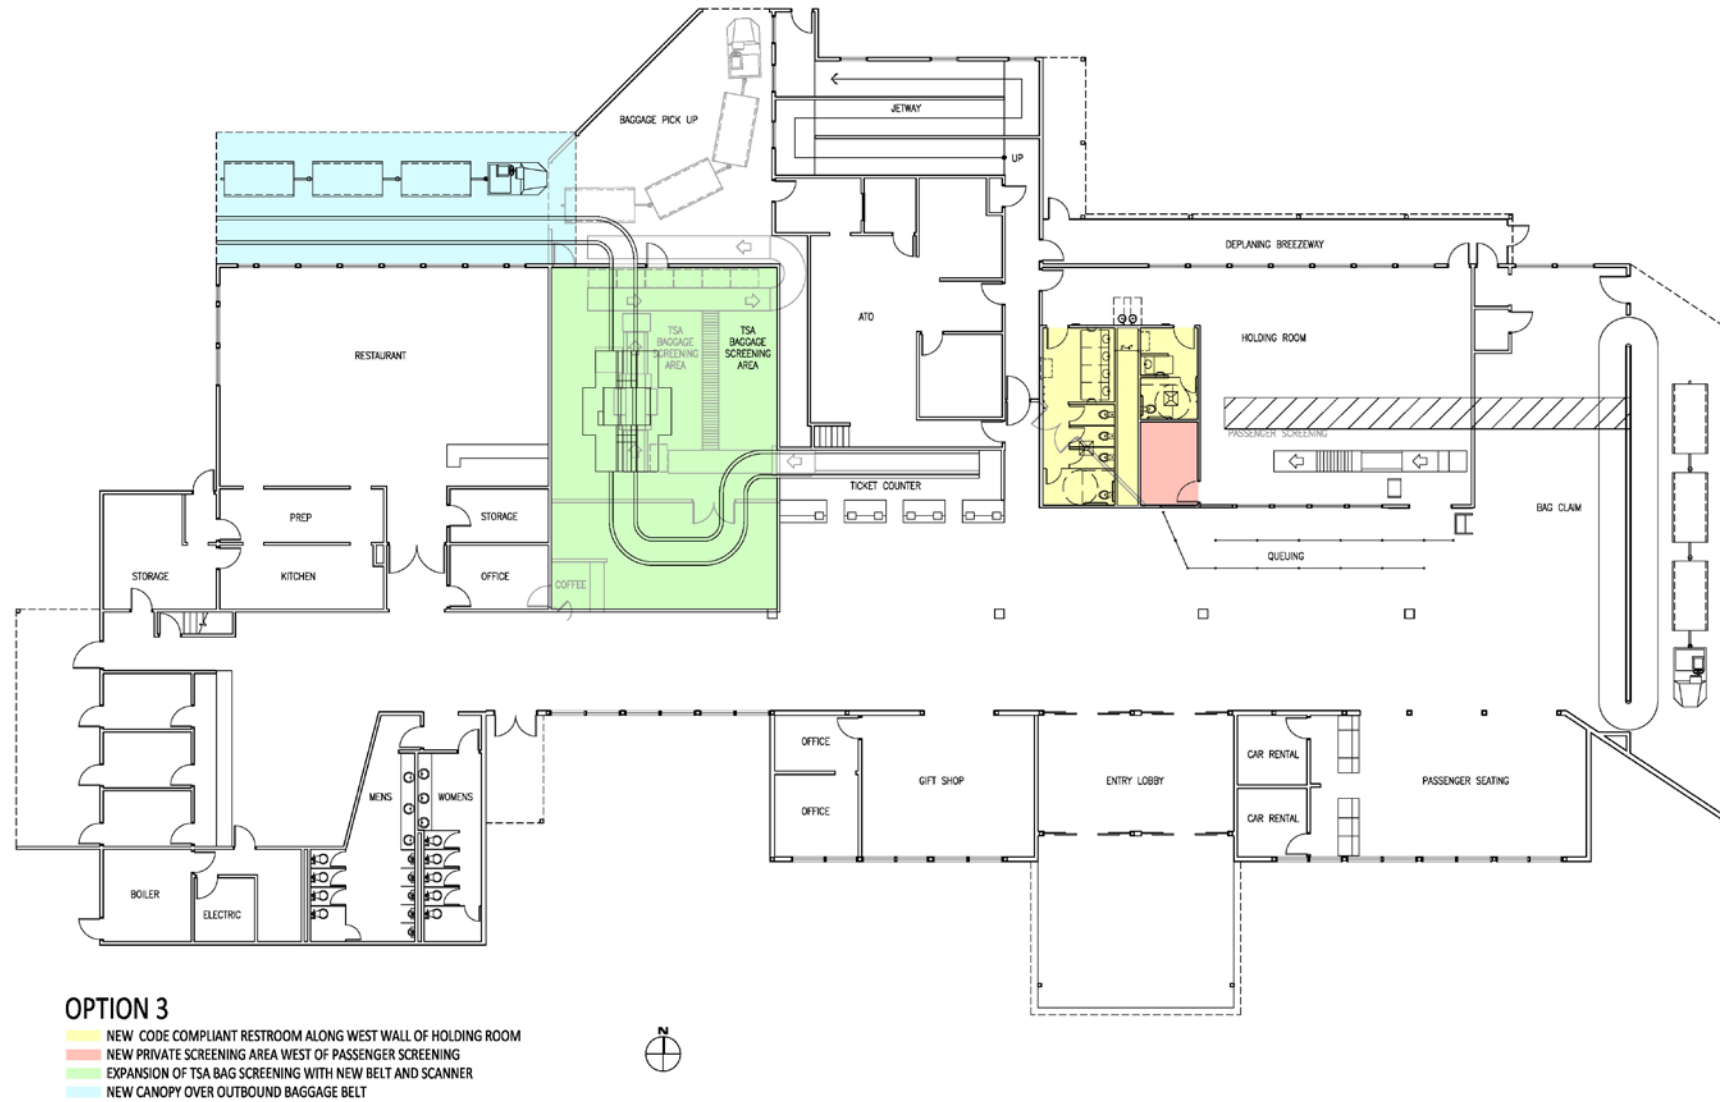 BAGGAGE PICK UP
JETWAY
UP
DEPLANING BREEZEWAY
RESTAURANT
TSA
BAGGAGE
SCREENING
AREA
TSA
BAGGAGE
SCREENING
AREA
ATO
HOLDING ROOM
PASSENGER SCREENING
TICKET COUNTER
BAG CLAIM
PREP
STORAGE
QUEUING
STORAGE
KITCHEN
OFFICE
COFFEE
OFFICE
CAR RENTAL
GIFT SHOP
ENTRY LOBBY
PASSENGER SEATING
MENS
WOMENS
OFFICE
CAR RENTAL
BOILER
ELECTRIC
OPTION 3
NEW CODE COMPLIANT RESTROOM ALONG WEST WALL OF HOLDING ROOM
NEW PRIVATE SCREENING AREA WEST OF PASSENGER SCREENING
EXPANSION OF TSA BAG SCREENING WITH NEW BELT AND SCANNER
NEW CANOPY OVER OUTBOUND BAGGAGE BELT
N